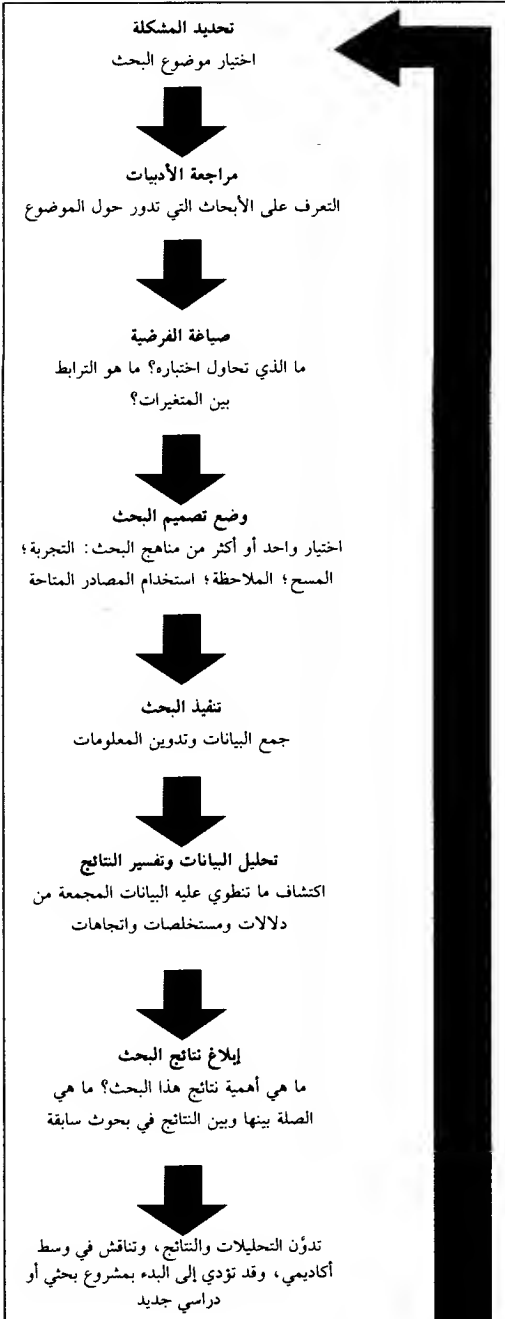 تحديد المشكلة
اختيار موضوع البحث
مراجعة الأدبيات
التعرف على الأبحاث التي تدور حول الموضوع
صياغة الفرضية
ما الذي تحاول اختباره؟ ما هو الترابط
بين المتغيرات؟
وضع تصميم البحث
اختيار واحد أو أكثر من مناهج البحث: التجربة؛
المسح؛ الملاحظة؛ استخدام المصادر المتاحة
تنفيذ البحث
جمع البيانات وتدوين المعلومات
تحليل البيانات وتفسير النتائج
اكتشاف ما تنطوي عليه البيانات المجمعة من
دلالات ومستخلصات واتجاهات
إبلاغ نتائج البحث
ما هي أهمية نتائج هذا البحث؟ ما هي
الصلة بينها وبين النتائج في بحوث سابقة
تدوَّن التحليلات والنتائج، وتناقش في وسط
أكاديمي، وقد تؤدي إلى البدء بمشروع بحثي أو
دراسي جديد